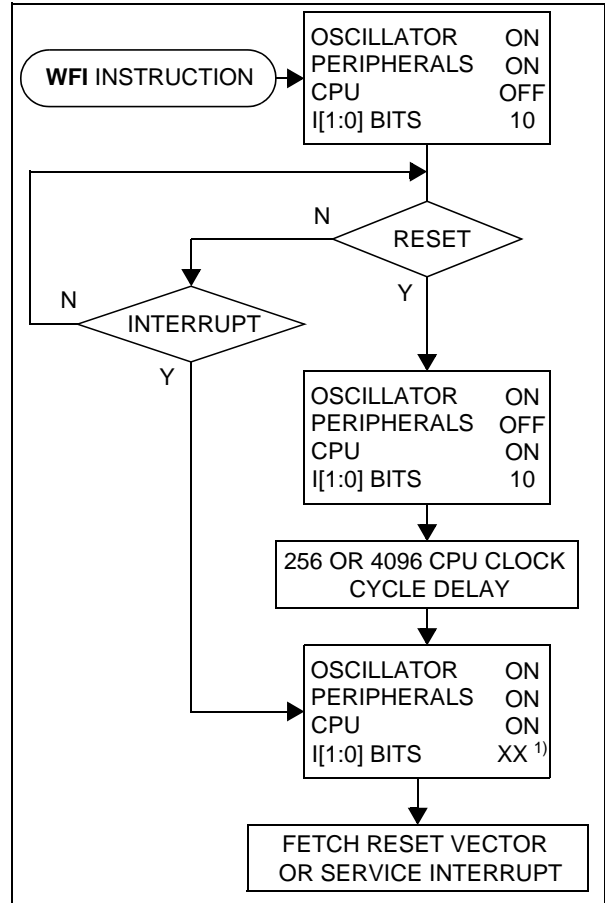 WFI INSTRUCTION
OSCILLATOR ON
PERIPHERALS ON
CPU OFF
I[1:0] BITS 10
N
RESET
N
INTERRUPT
Y
Y
OSCILLATOR ON
PERIPHERALS OFF
CPU ON
I[1:0] BITS 10
256 OR 4096 CPU CLOCK
CYCLE DELAY
OSCILLATOR ON
PERIPHERALS ON
CPU ON
I[1:0] BITS XX 1)
FETCH RESET VECTOR
OR SERVICE INTERRUPT